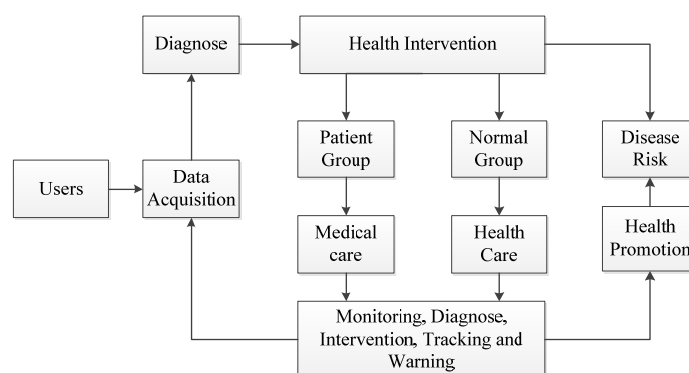 Diagnose
Health Intervention
Patient
Group
Normal
Group
Disease
Risk
Users
Data
Acquisition
Medical
care
Health
Care
Health
Promotion
Monitoring, Diagnose,
Intervention, Tracking and
Warning